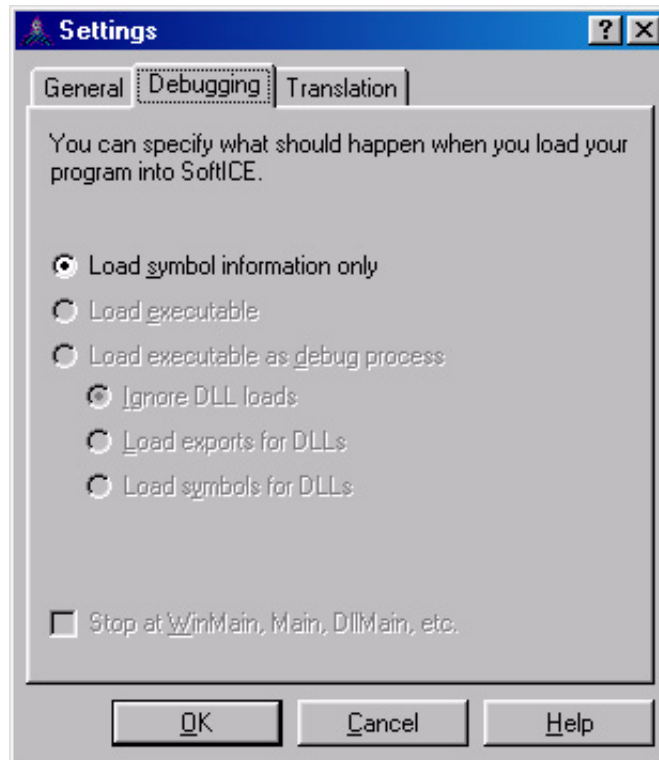 Settings
General Debugging Translation
You can specify what should happen when you load your
program into SoftICE.
Load symbol information only
Load executable
Load executable as debug process
Ignore DLL loads
Load exports for DLLs
Load symbols for DLLs
Stop at WinMain, Main, DllMain, etc.
OK Cancel Help